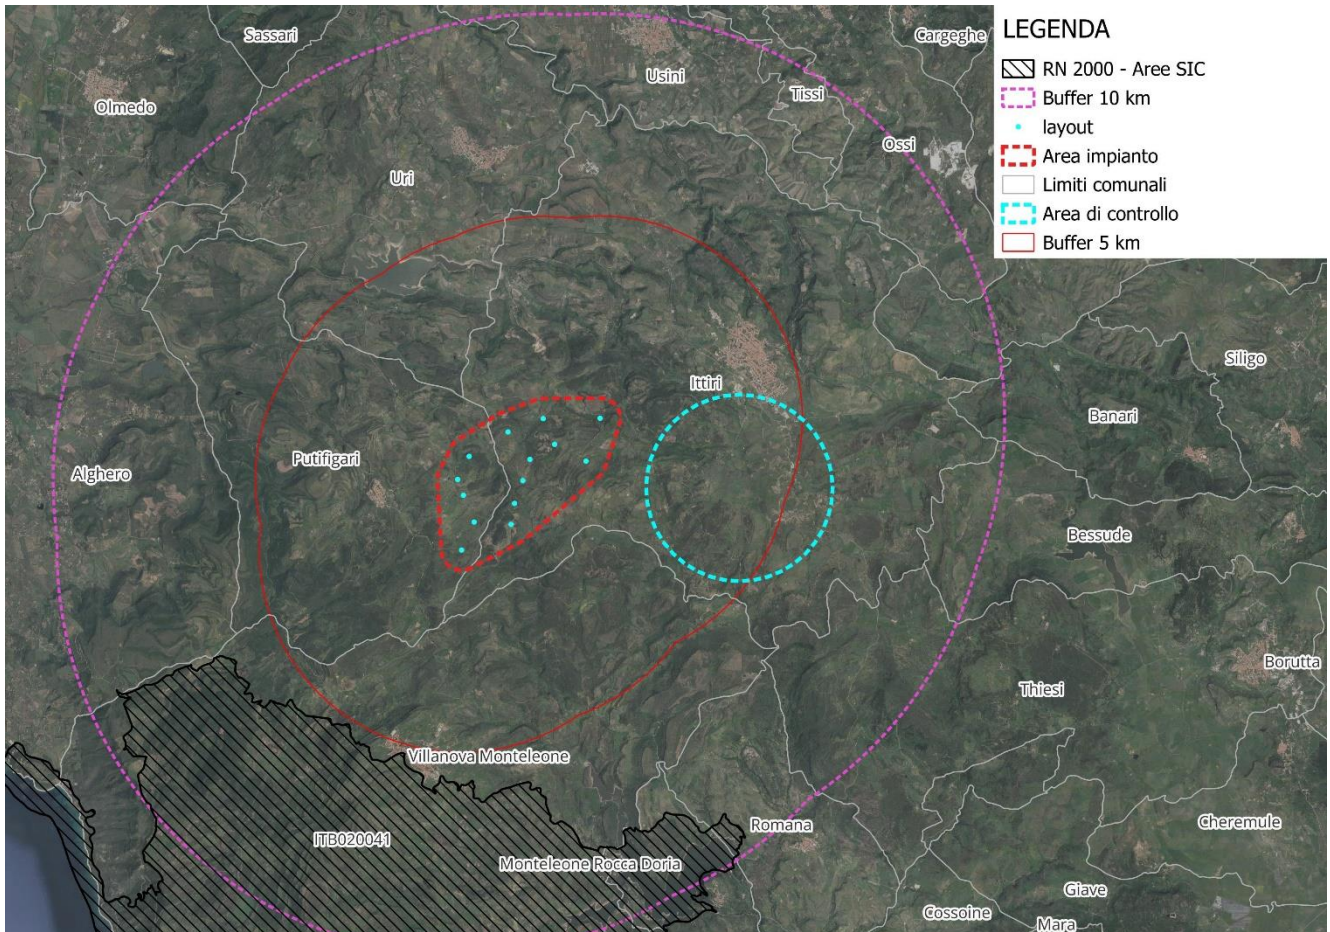 LEGENDA
RN 2000 - Aree SIC
Buffer 10 km
layout
Area impianto
Limiti comunali
Area di controllo
Buffer 5 km
Sassari
Cargeghe
Usini
Olmedo
Tissi
Ossi
Uri
Siligo
Ittiri
Banari
Putifigari
Alghero
Bessude
Borutta
Thiesi
Villanova Monteleone
Romana
Cheremule
ITB020041
Monteleone Rocca Doria
Giave
Cossoine
Mara